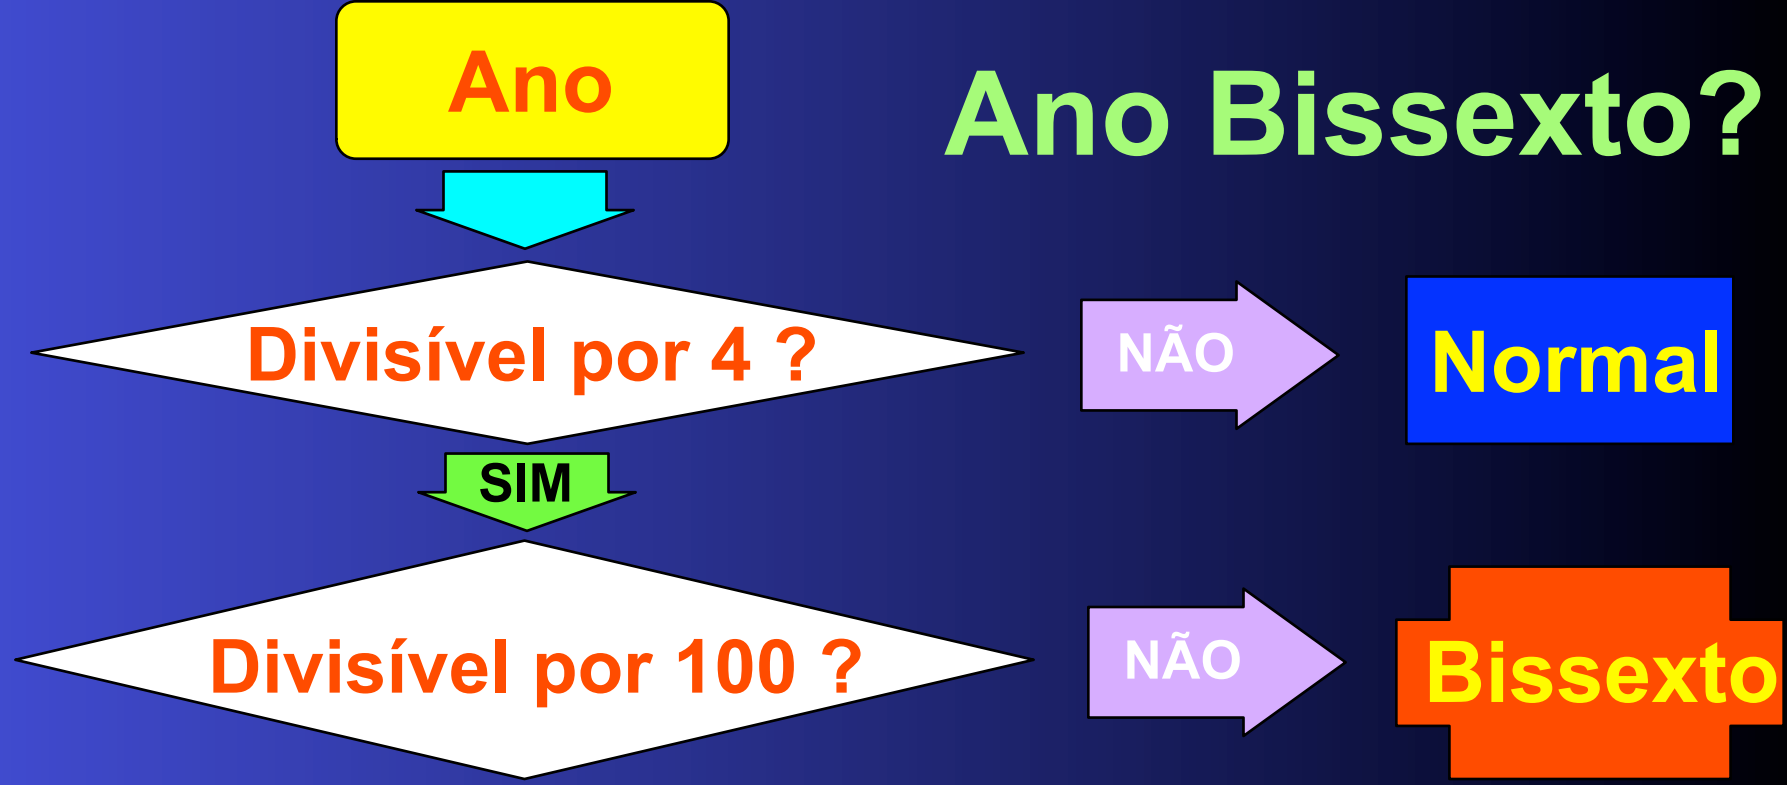 Ano
Ano Bissexto?
Divisível por 4 ?
NÃO
Normal
SIM
Divisível por 100 ?
NÃO
Bissexto